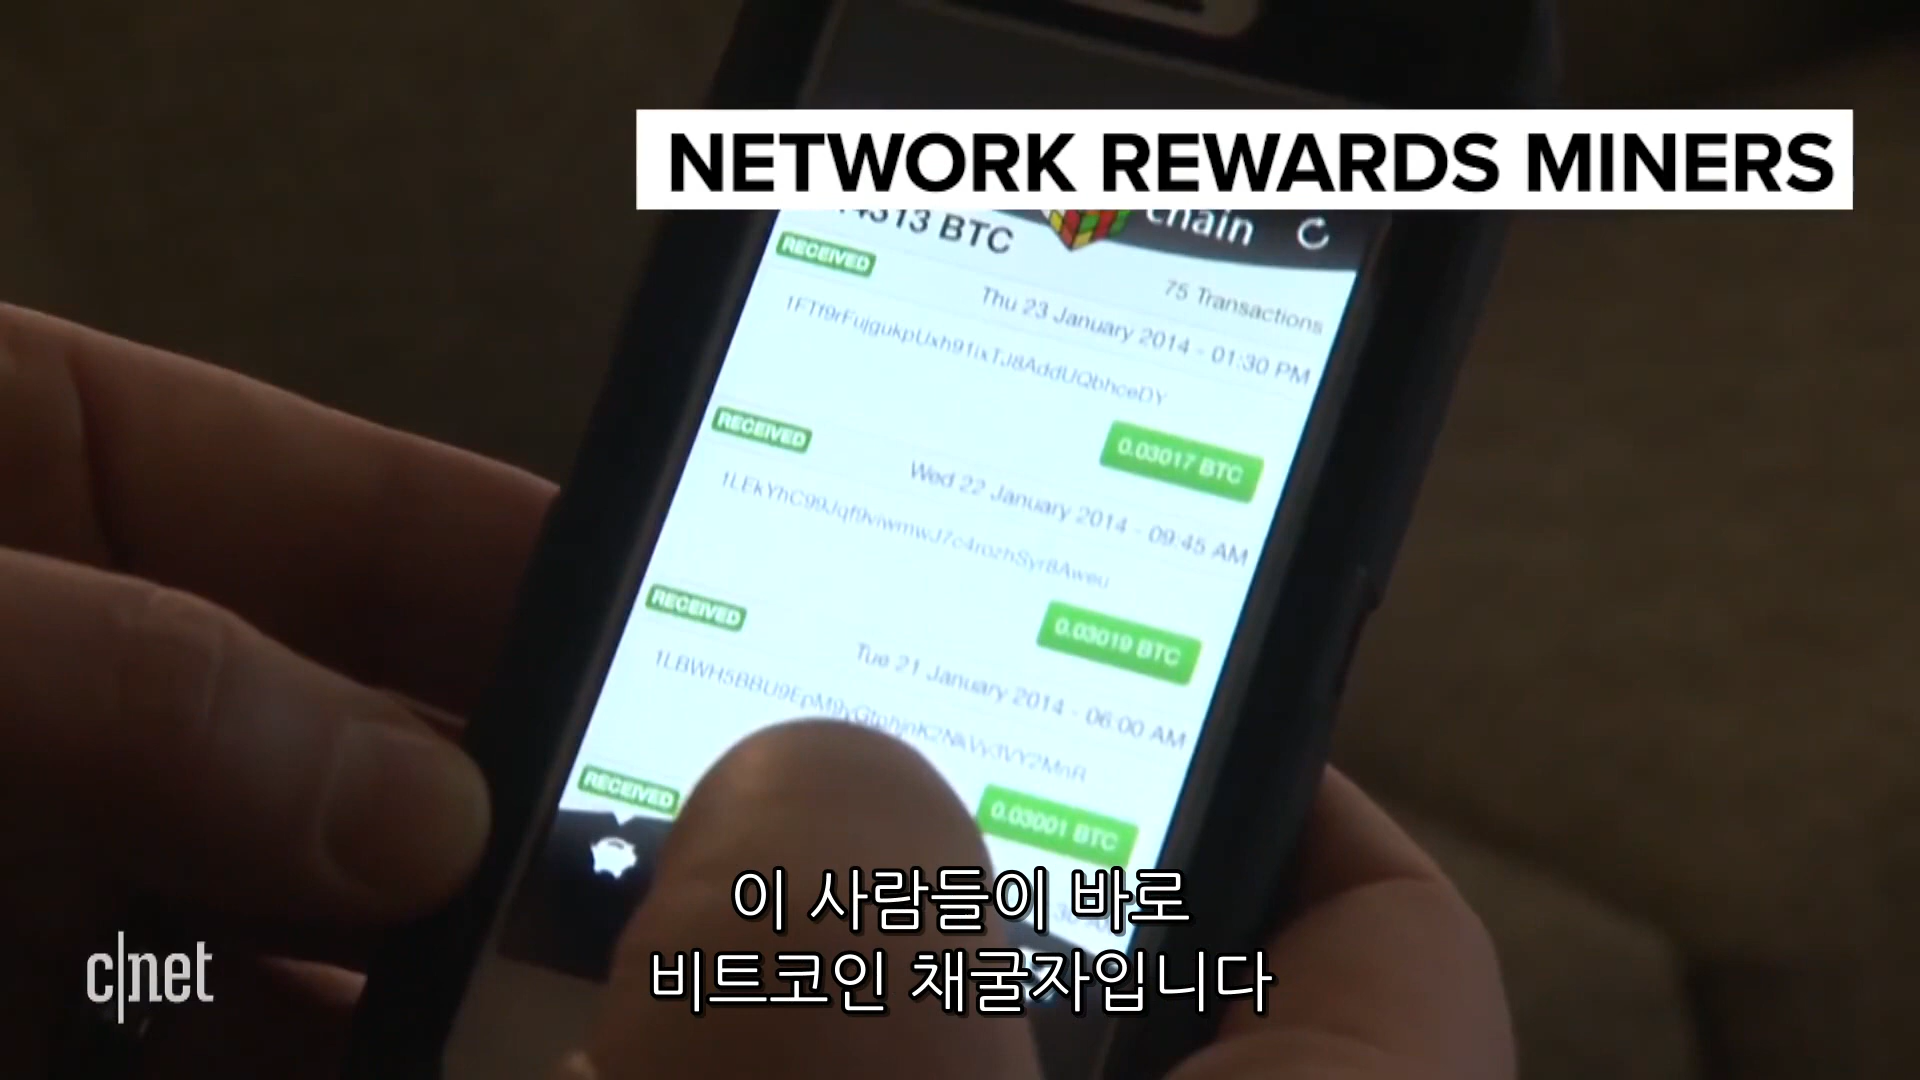 NETWORK REWARDS MINERS
chain
BTC
75 Transactions
RECEIVED
Thu 23 January 2014 - 01:30 PM
0.03017 BTC
RECEIVED
Wed 22 January 2014 - 09:45 AM
0.03019 BTC
RECEIVED
Tue 21 January 2014 - 06:00 AM
0.03001 BTC
RECEIVED
이 사람들이 바로
비트코인 채굴자입니다
c|net